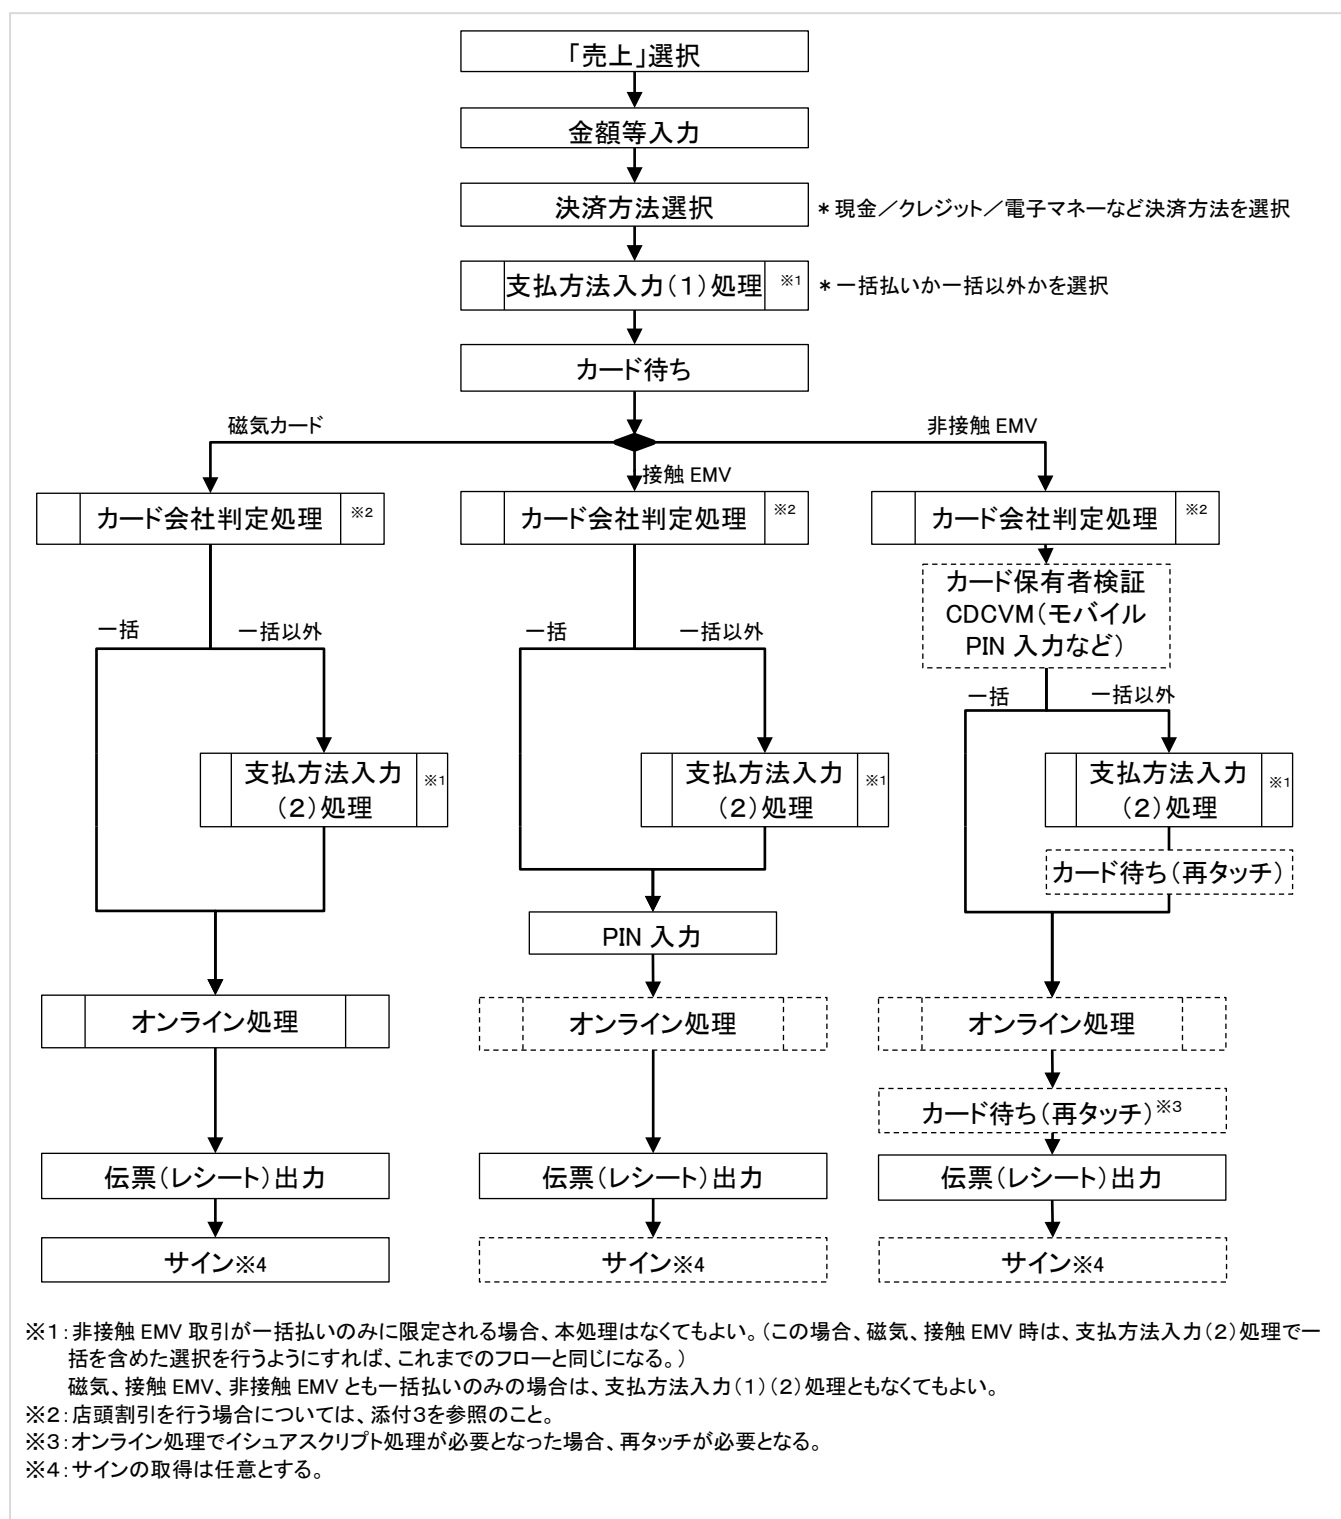 「売上」選択
金額等入力
決済方法選択
＊現金／クレジット／電子マネーなど決済方法を選択
支払方法入力（１）処理 ※1
＊一括払いか一括以外かを選択
カード待ち
磁気カード
接触 EMV
非接触 EMV
カード会社判定処理 ※2
カード会社判定処理 ※2
カード会社判定処理 ※2
カード保有者検証
CDCVM（モバイル
PIN 入力など）
一括
一括以外
一括
一括以外
一括
一括以外
支払方法入力 ※1
（２）処理
支払方法入力 ※1
（２）処理
支払方法入力 ※1
（２）処理
カード待ち（再タッチ）
PIN 入力
オンライン処理
オンライン処理
オンライン処理
カード待ち（再タッチ）※3
伝票（レシート）出力
伝票（レシート）出力
伝票（レシート）出力
サイン※4
サイン※4
サイン※4
※1：非接触 EMV 取引が一括払いのみに限定される場合、本処理はなくてもよい。（この場合、磁気、接触 EMV 時は、支払方法入力（2）処理で一
括を含めた選択を行うようにすれば、これまでのフローと同じになる。）
磁気、接触 EMV、非接触 EMV とも一括払いのみの場合は、支払方法入力（1）（2）処理ともなくてもよい。
※2：店頭割引を行う場合については、添付3を参照のこと。
※3：オンライン処理でイシュアスクリプト処理が必要となった場合、再タッチが必要となる。
※4：サインの取得は任意とする。